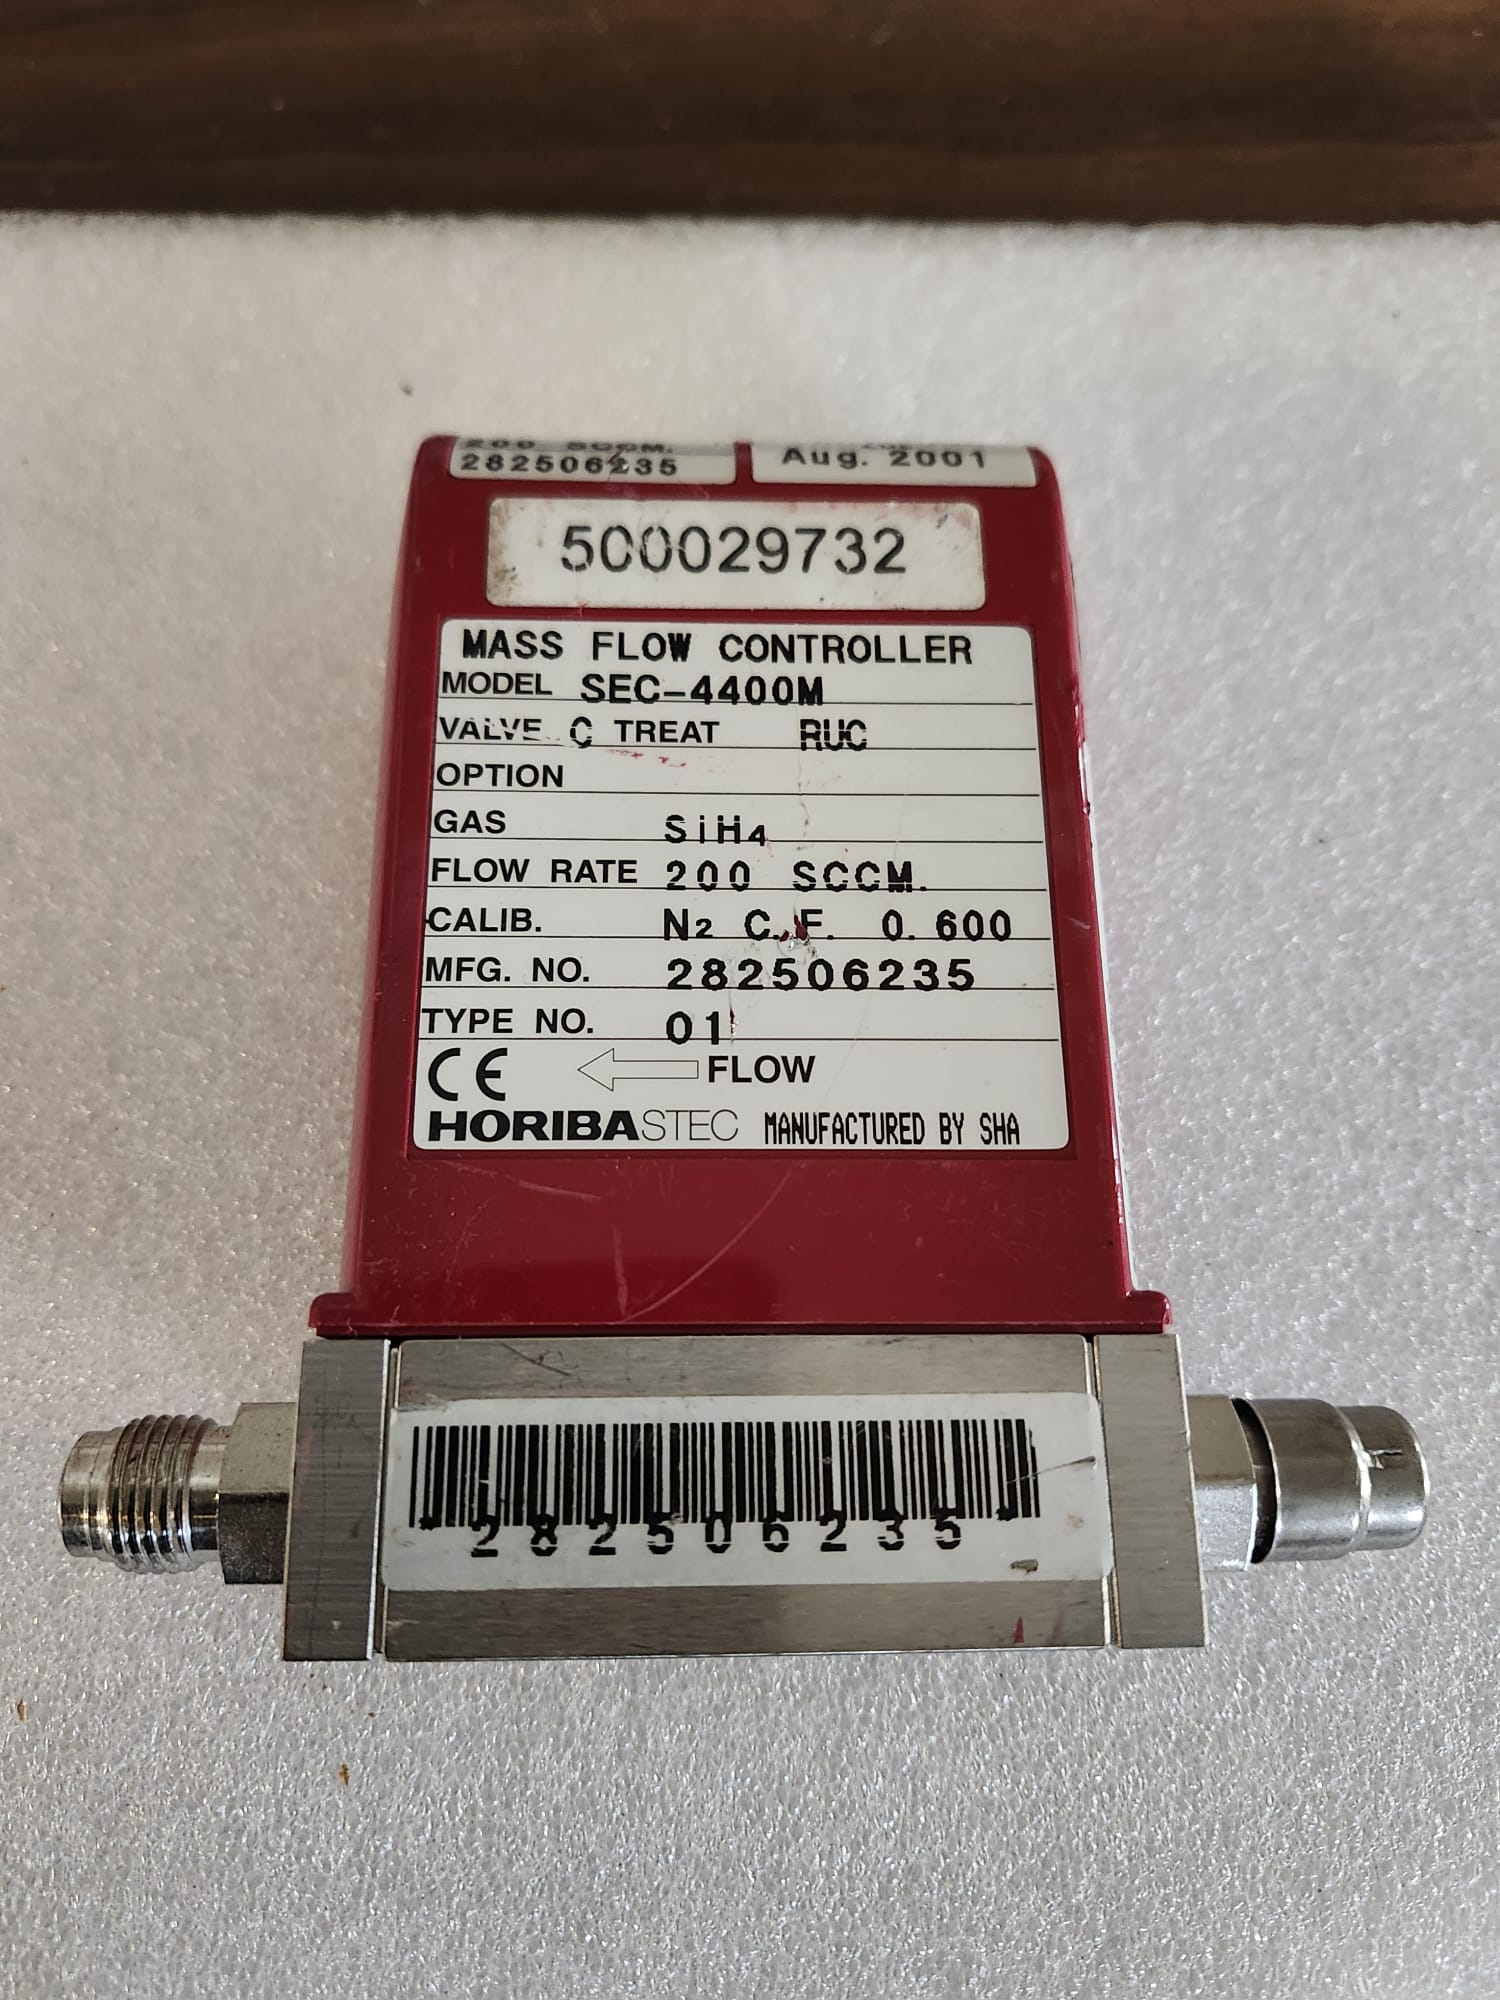 200 SCCM.
282506235
Aug. 2001
500029732
MASS FLOW CONTROLLER
MODEL SEC-4400M
VALVE C TREAT RUC
OPTION
GAS SiH4
FLOW RATE 200 SCCM.
CALIB. N2 C.F. 0.600
MFG. NO. 282506235
TYPE NO. 01
CE FLOW
HORIBASTEC MANUFACTURED BY SHA
*282506235*